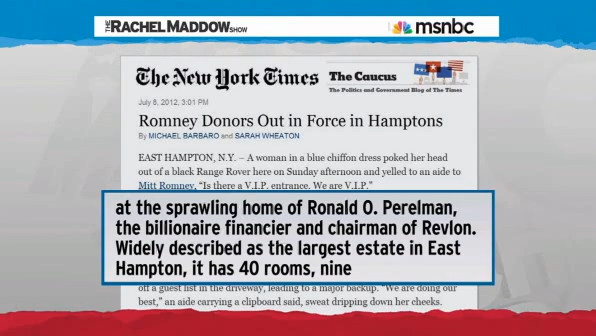 THE RACHEL MADDOW SHOW
msnbc
The New York Times
The Caucus
The Politics and Government Blog of The Times
July 8, 2012, 3:01 PM
Romney Donors Out in Force in Hamptons
By MICHAEL BARBARO and SARAH WHEATON
EAST HAMPTON, N.Y. – A woman in a blue chiffon dress poked her head
out of a black Range Rover here on Sunday afternoon and yelled to an aide to
Mitt Romney, “Is there a V.I.P. entrance. We are V.I.P.”
at the sprawling home of Ronald O. Perelman,
the billionaire financier and chairman of Revlon.
Widely described as the largest estate in East
Hampton, it has 40 rooms, nine
off a guest list in the driveway, leading to a major backup. “We are doing our
best,” an aide carrying a clipboard said, sweat dripping down her cheeks.